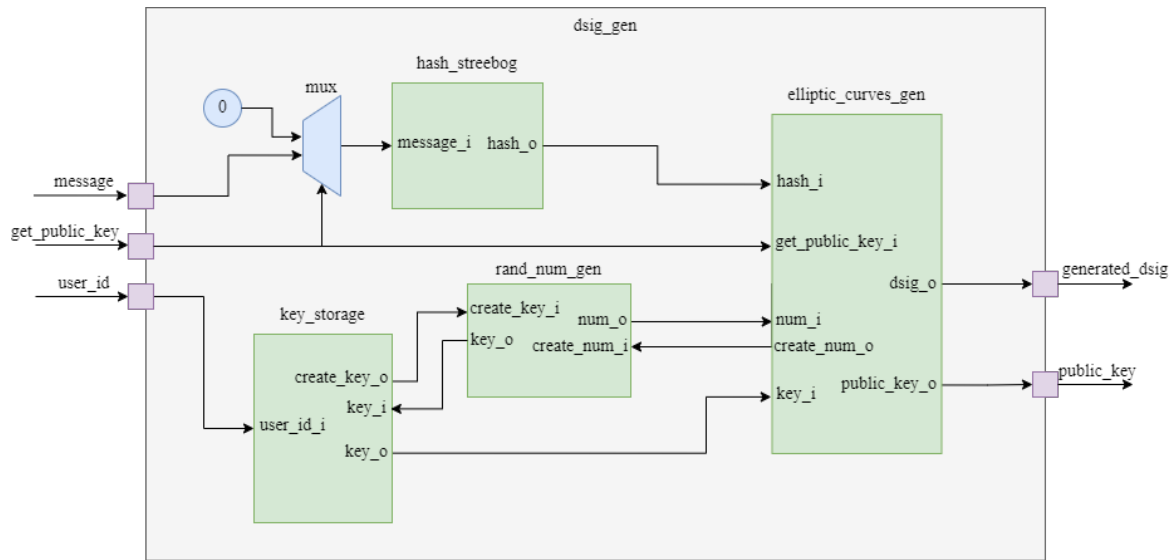 dsig_gen
hash_streebog
mux
elliptic_curves_gen
0
message_i
hash_o
message
hash_i
get_public_key
get_public_key_i
rand_num_gen
generated_dsig
user_id
dsig_o
key_storage
create_key_i
num_o
num_i
key_o
create_num_i
create_num_o
public_key
create_key_o
public_key_o
key_i
key_i
user_id_i
key_o